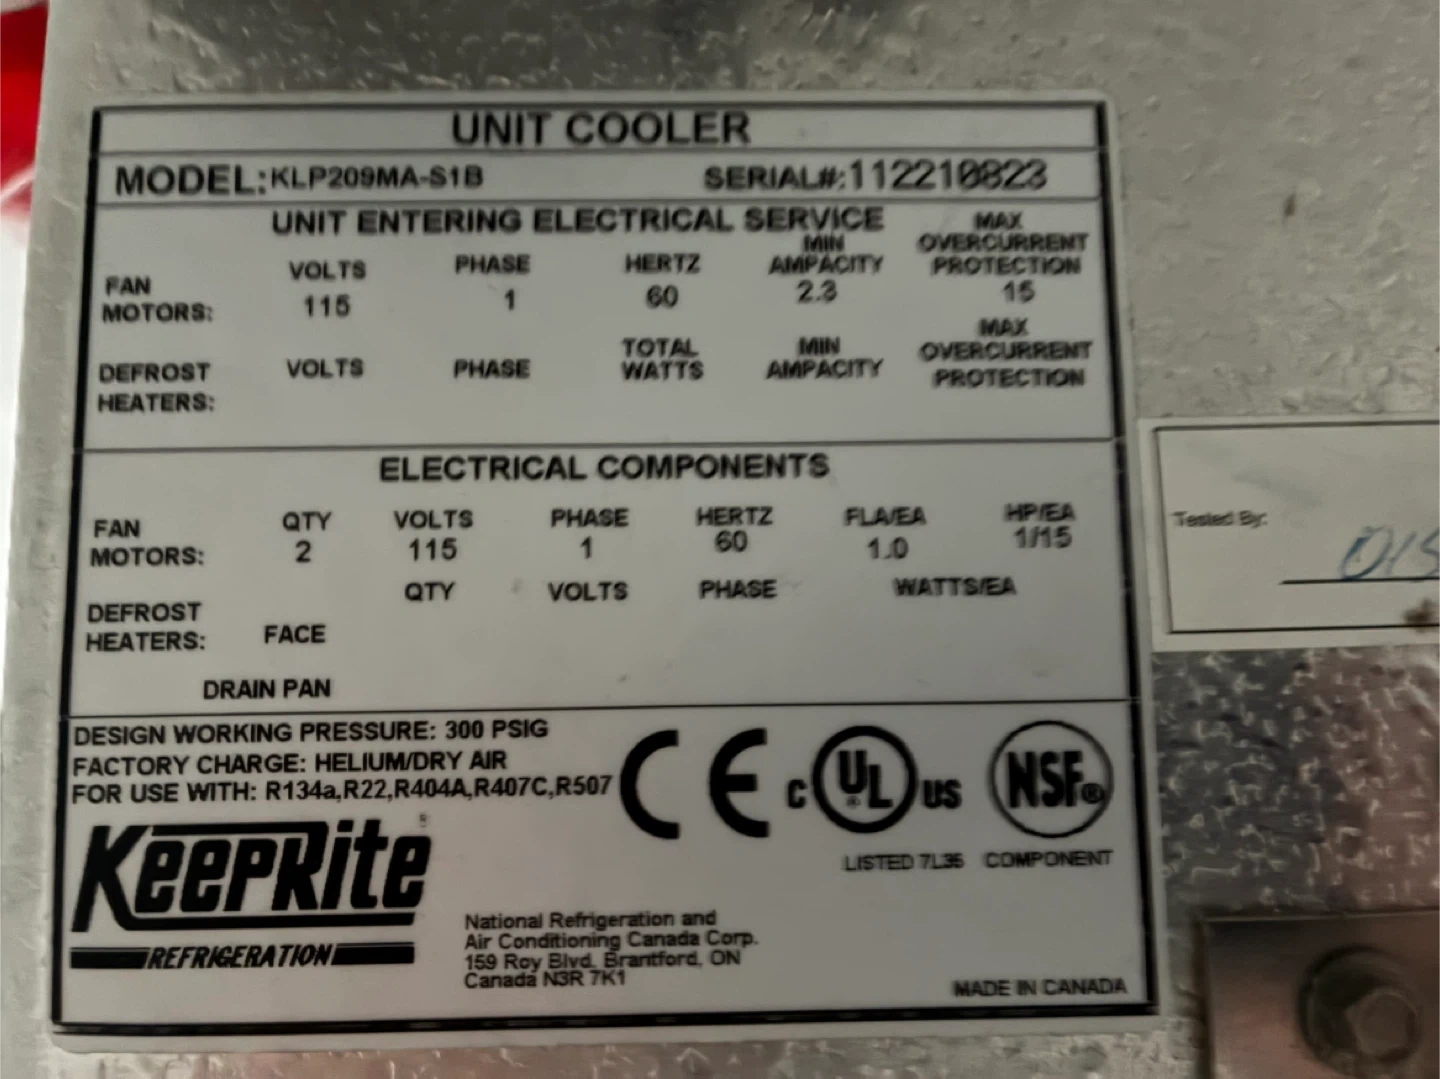 UNIT COOLER
MODEL: KLP209MA-S1B SERIAL#: 112210823
UNIT ENTERING ELECTRICAL SERVICE
FAN MOTORS: VOLTS PHASE HERTZ MIN AMPACITY MAX OVERCURRENT PROTECTION
115 1 60 2.3 15
DEFROST HEATERS: VOLTS PHASE TOTAL WATTS MIN AMPACITY MAX OVERCURRENT PROTECTION
ELECTRICAL COMPONENTS
FAN MOTORS: QTY VOLTS PHASE HERTZ FLA/EA HP/EA
2 115 1 60 1.0 1/15
QTY VOLTS PHASE WATTS/EA
DEFROST HEATERS: FACE
DRAIN PAN
DESIGN WORKING PRESSURE: 300 PSIG
FACTORY CHARGE: HELIUM/DRY AIR
FOR USE WITH: R134a,R22,R404A,R407C,R507
CE
C UL® US
NSF®
LISTED 7L35 COMPONENT
KeepRite®
REFRIGERATION
National Refrigeration and
Air Conditioning Canada Corp.
159 Roy Blvd. Brantford, ON
Canada N3R 7K1
MADE IN CANADA
Tested By: